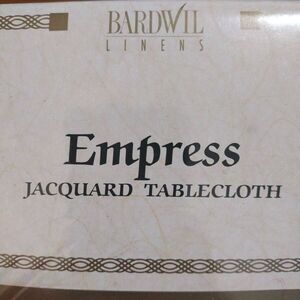 BARDWIL
LINENS
Empress
JACQUARD TABLECLOTH